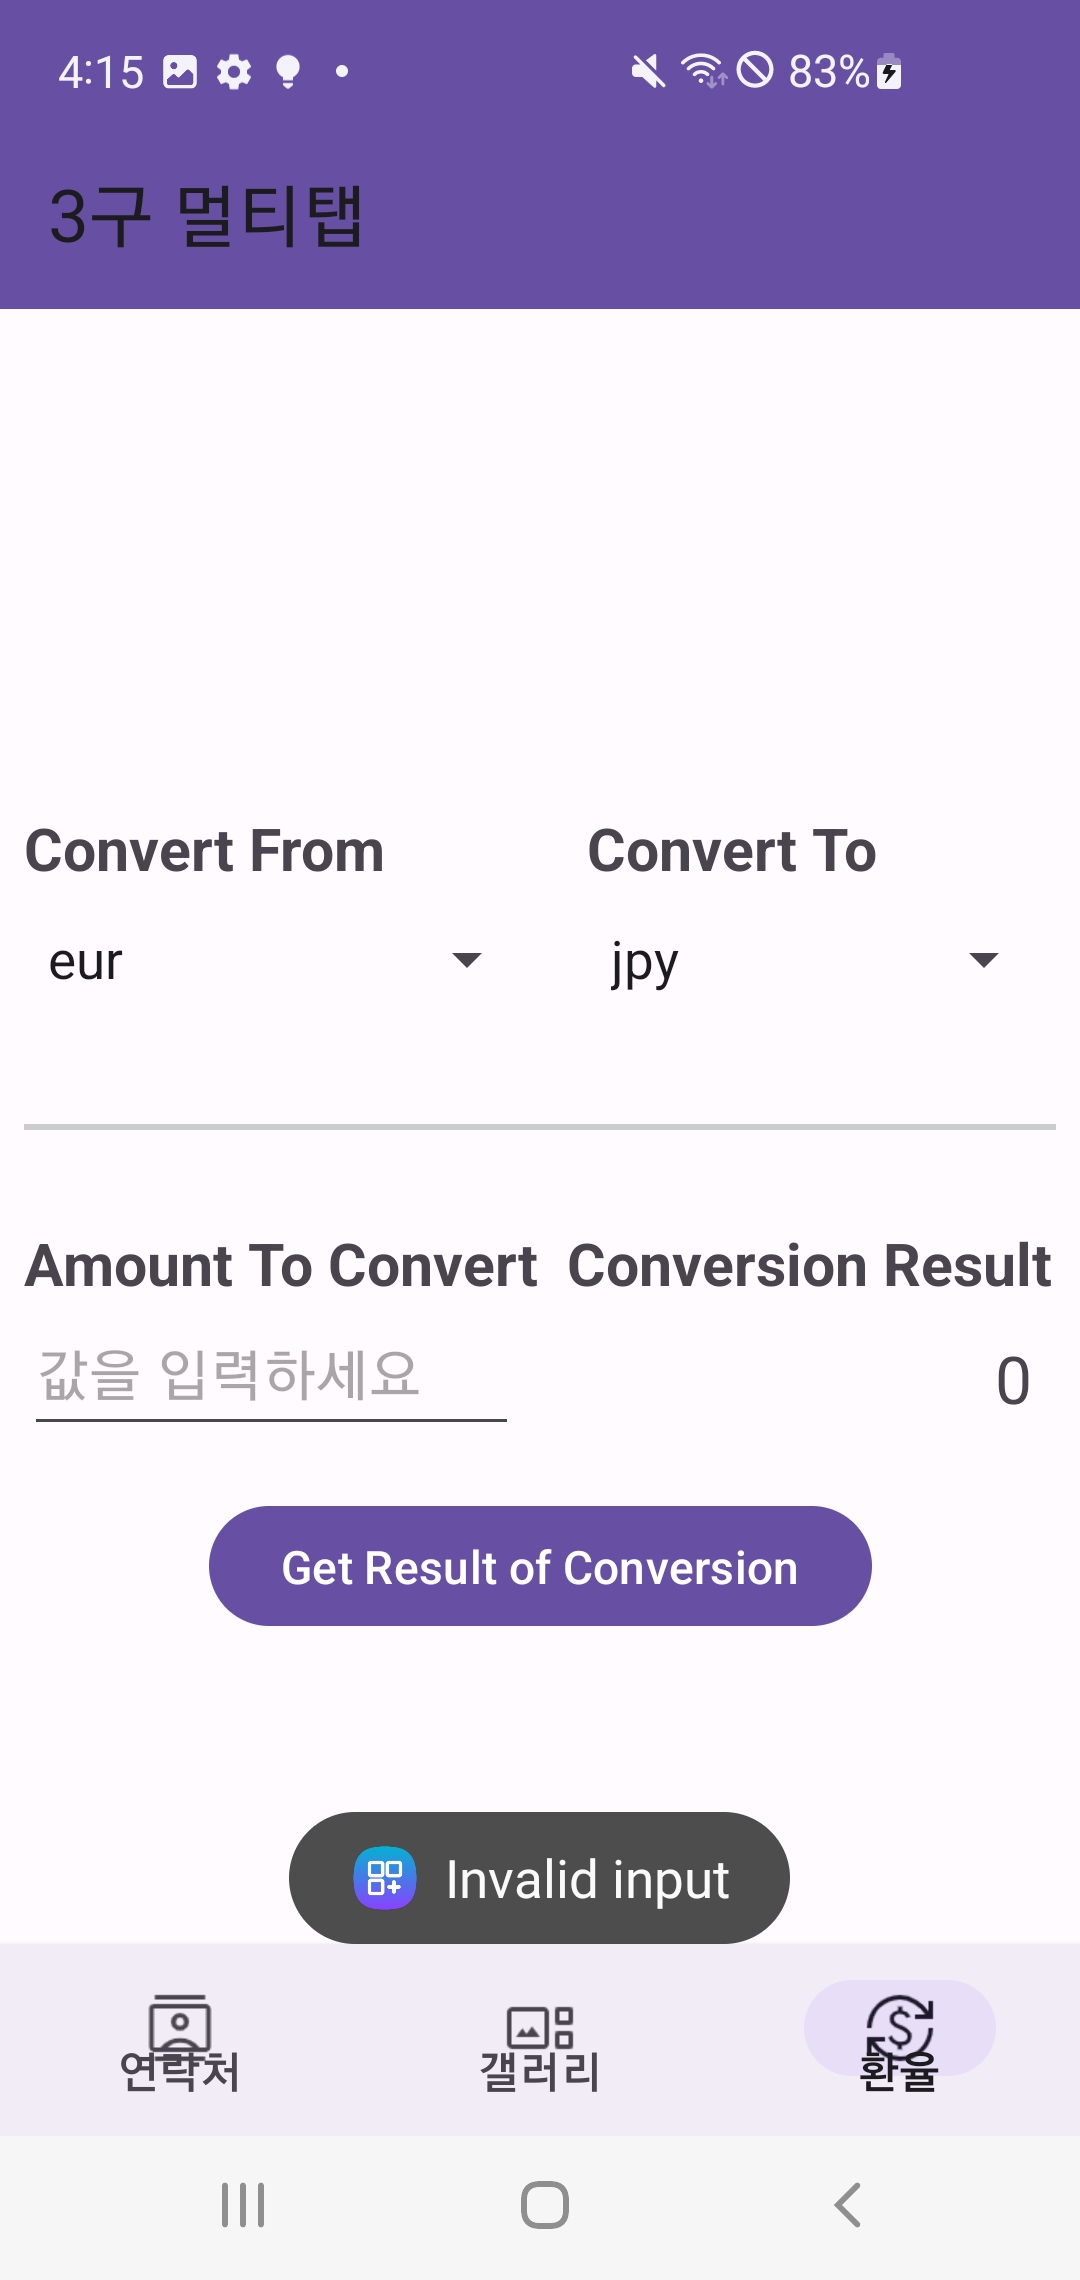 4:15 83%
3구 멀티탭
Convert From Convert To
eur jpy
Amount To Convert Conversion Result
값을 입력하세요 0
Get Result of Conversion
Invalid input
연락처 갤러리 환율